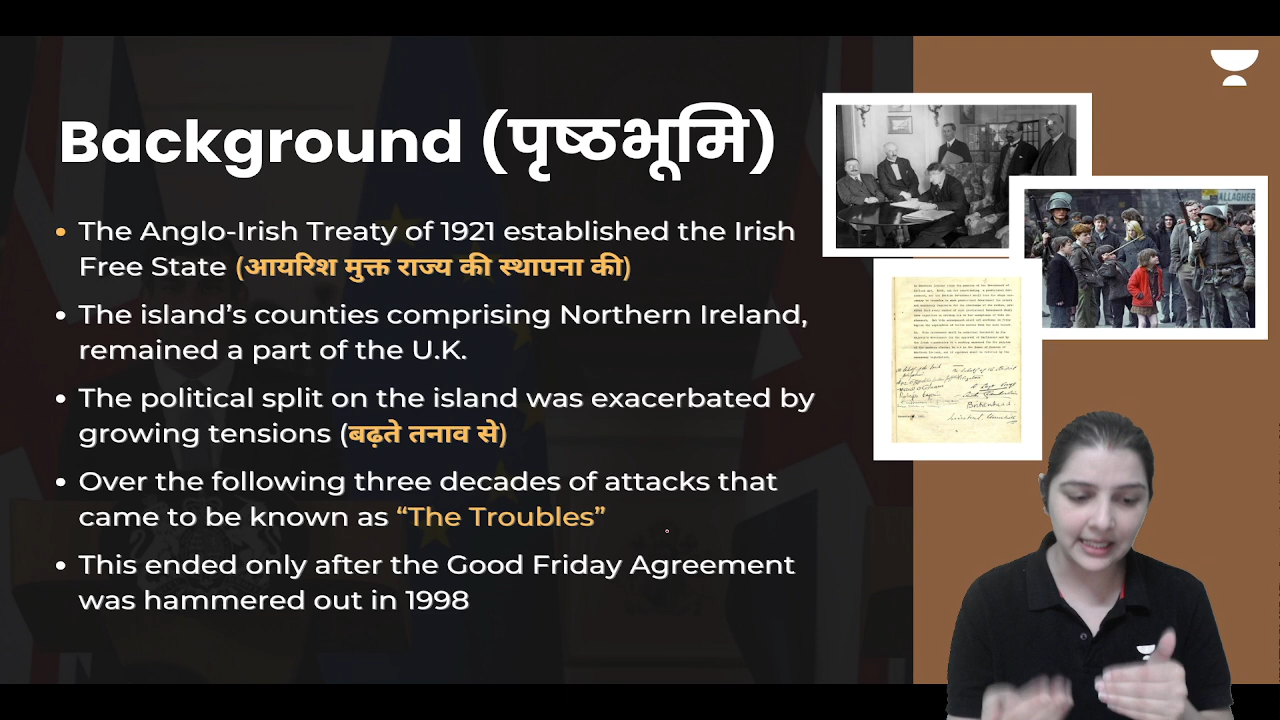 Background (पृष्ठभूमि)
• The Anglo-Irish Treaty of 1921 established the Irish
Free State (आयरिश मुक्त राज्य की स्थापना की)
• The island's counties comprising Northern Ireland,
remained a part of the U.K.
• The political split on the island was exacerbated by
growing tensions (बढ़ते तनाव से)
• Over the following three decades of attacks that
came to be known as “The Troubles”
• This ended only after the Good Friday Agreement
was hammered out in 1998
GALLAGHER